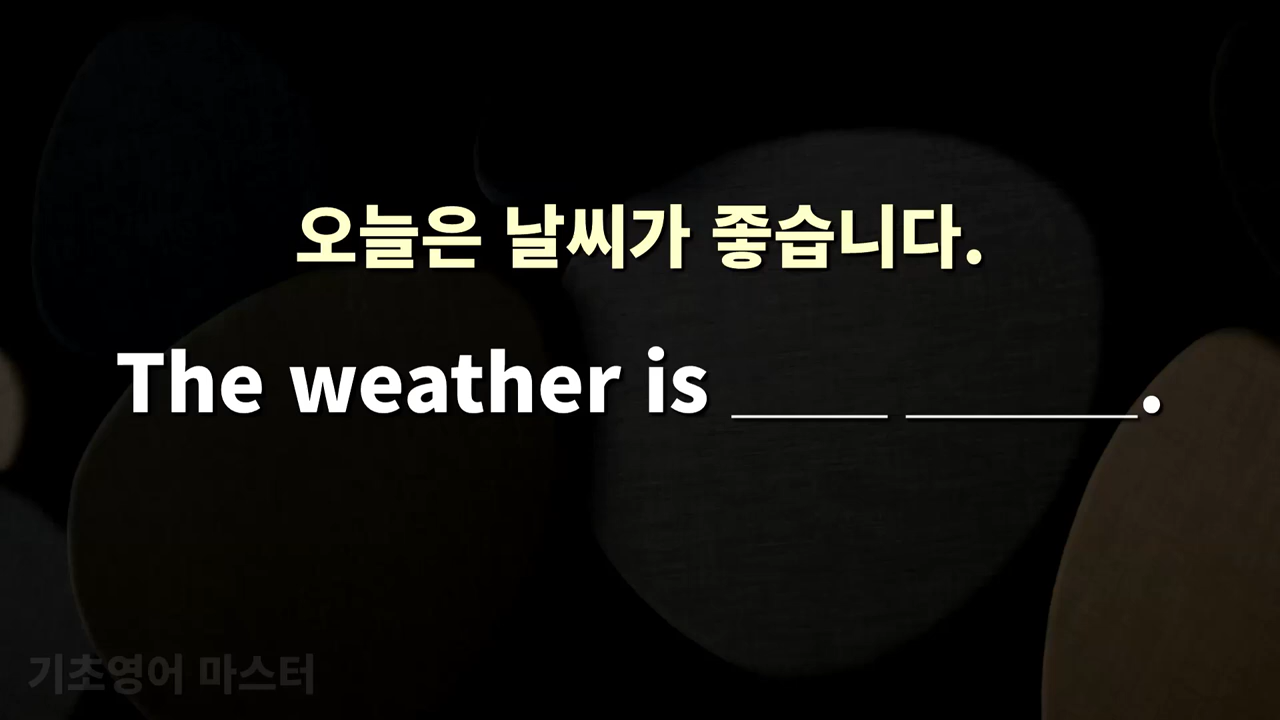 오늘은 날씨가 좋습니다.
The weather is ____ ______.
기초영어 마스터